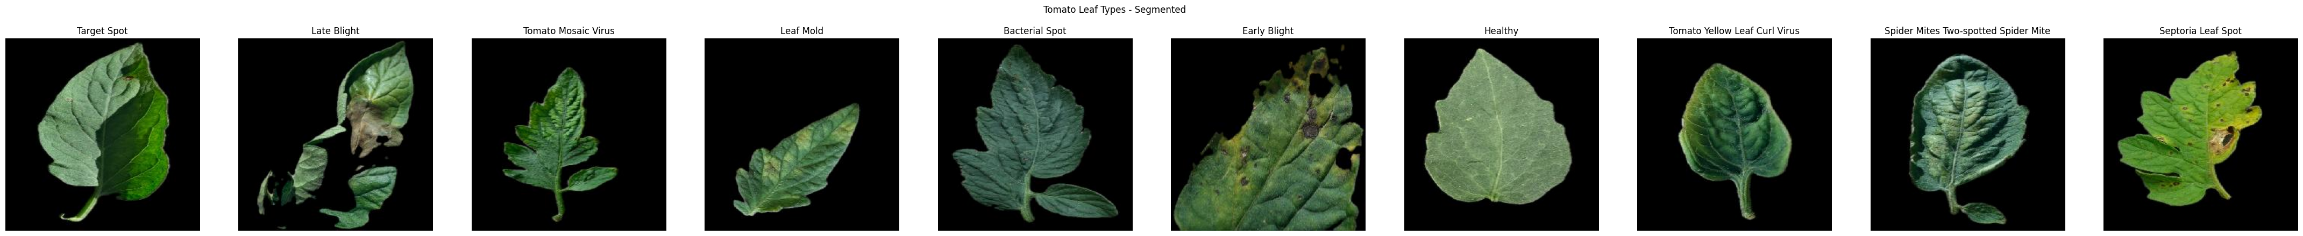 Tomato Leaf Types - Segmented
Target Spot
Late Blight
Tomato Mosaic Virus
Leaf Mold
Bacterial Spot
Early Blight
Healthy
Tomato Yellow Leaf Curl Virus
Spider Mites Two-spotted Spider Mite
Septoria Leaf Spot